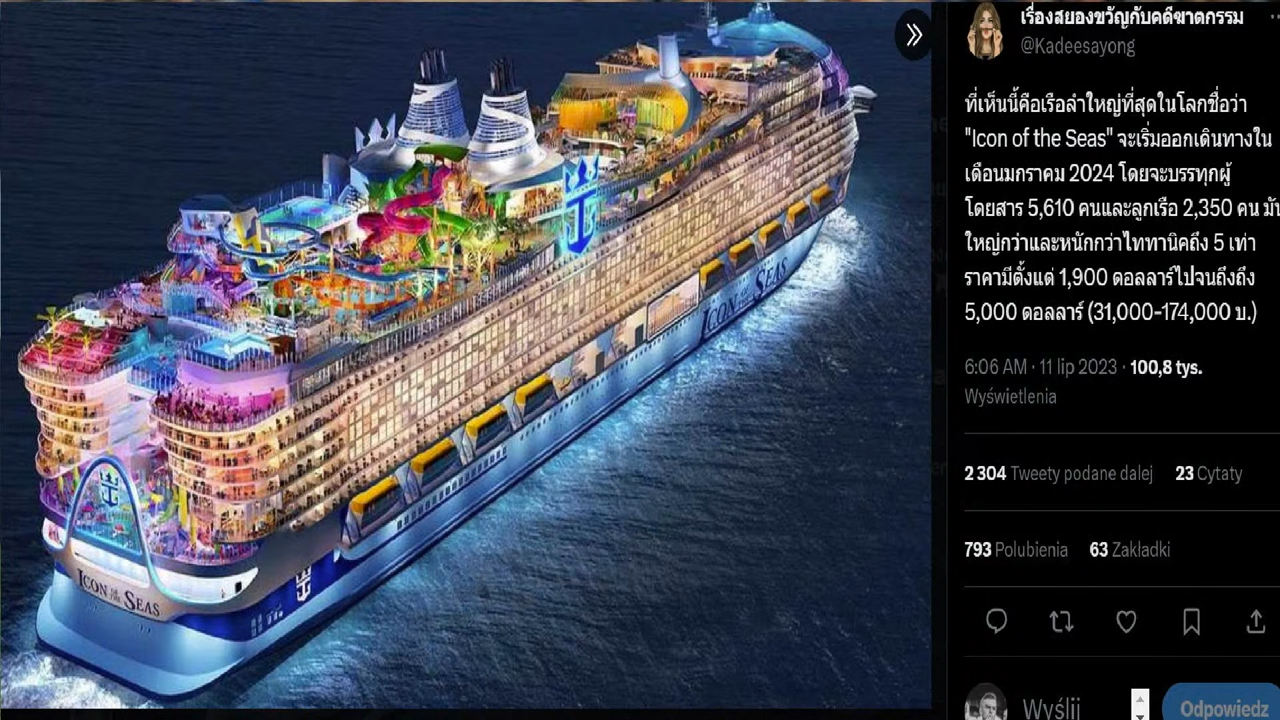 เรื่องสยองขวัญกับคดีฆาตกรรม
@Kadeesayong
ที่เห็นนี้คือเรือลำใหญ่ที่สุดในโลกชื่อว่า
"Icon of the Seas" จะเริ่มออกเดินทางใน
เดือนมกราคม 2024 โดยจะบรรทุกผู้
โดยสาร 5,610 คนและลูกเรือ 2,350 คน มัน
ใหญ่กว่าและหนักกว่าไททานิคถึง 5 เท่า
ราคามีตั้งแต่ 1,900 ดอลลาร์ไปจนถึงถึง
5,000 ดอลลาร์ (31,000-174,000 บ.)
6:06 AM · 11 lip 2023 · 100,8 tys.
Wyświetlenia
2 304 Tweety podane dalej 23 Cytaty
793 Polubienia 63 Zakładki
Wyślij
Odpowiedz
ICON OF THE SEAS
ICON OF THE SEAS